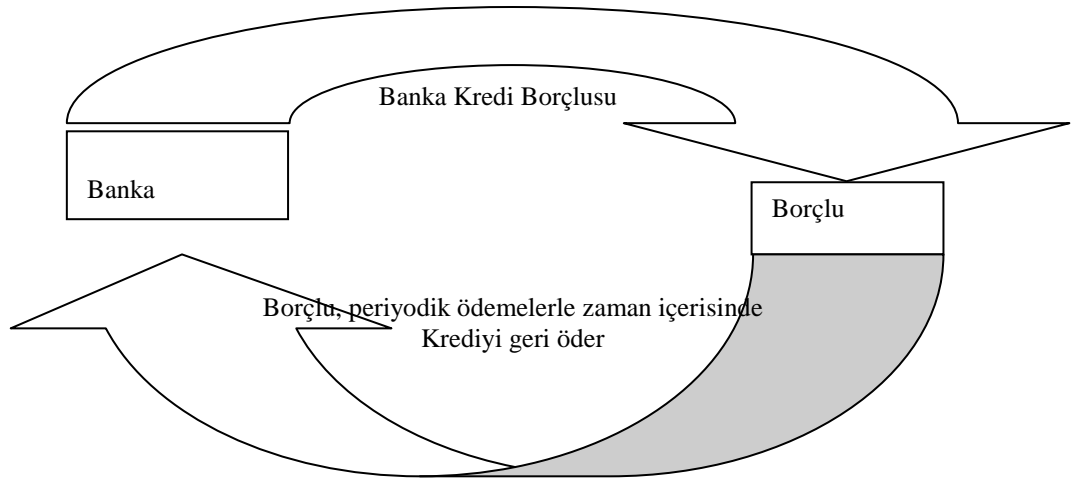 Banka Kredi Borçlusu
Banka
Borçlu
Borçlu, periyodik ödemelerle zaman içerisinde
Krediyi geri öder